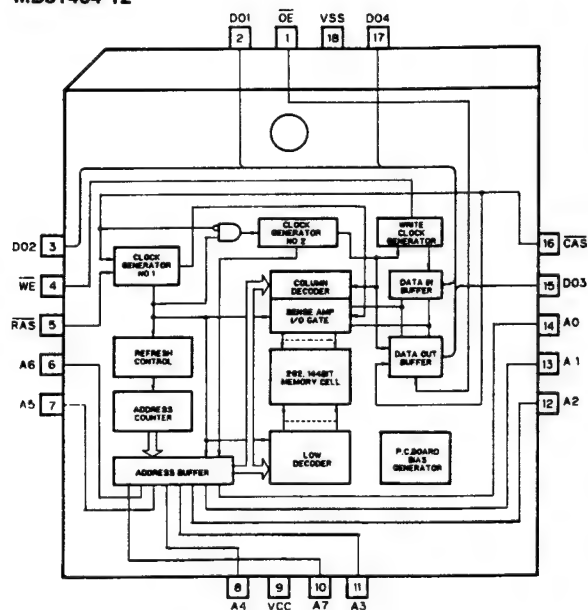 DO1 OE VSS DO4
2 1 18 17
CLOCK
GENERATOR
NO 2
WRITE
CLOCK
GENERATOR
DO2 3
16 CAS
CLOCK
GENERATOR
NO 1
WE 4
COLUMN
DECODER
DATA IN
BUFFER
15 DO3
RAS 5
SENSE AMP
I/O GATE
14 A0
A6 6
REFRESH
CONTROL
262, 144BIT
MEMORY CELL
DATA OUT
BUFFER
13 A1
A5 7
ADDRESS
COUNTER
12 A2
ADDRESS BUFFER
LOW
DECODER
P.C.BOARD
BIAS
GENERATOR
8 9 10 11
A4 VCC A7 A3